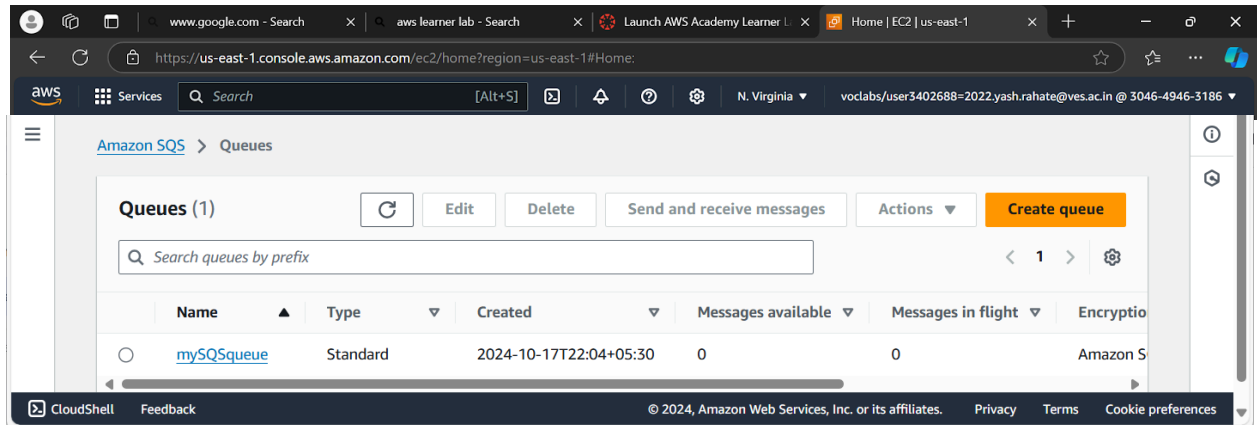 www.google.com - Search
aws learner lab - Search
Launch AWS Academy Learner L
Home | EC2 | us-east-1
https://us-east-1.console.aws.amazon.com/ec2/home?region=us-east-1#Home:
aws Services Search [Alt+S] N. Virginia voclabs/user3402688=2022.yash.rahate@ves.ac.in @ 3046-4946-3186
Amazon SQS > Queues
Queues (1) Edit Delete Send and receive messages Actions Create queue
Search queues by prefix 1
Name Type Created Messages available Messages in flight Encryptio
mySQSqueue Standard 2024-10-17T22:04+05:30 0 0 Amazon S
CloudShell Feedback © 2024, Amazon Web Services, Inc. or its affiliates. Privacy Terms Cookie preferences